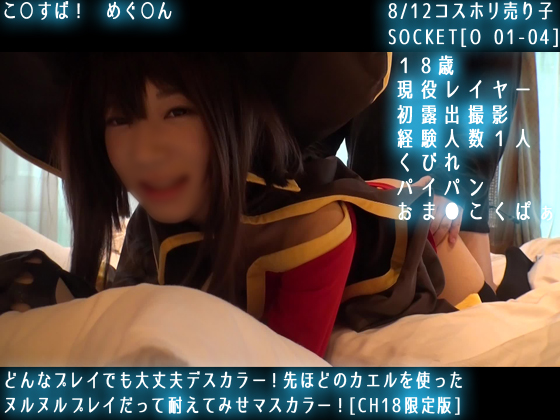 こ〇すば! めぐ〇ん
8/12コスホリ売り子
SOCKET[O 01-04]
18歳
現役レイヤー
初露出撮影
経験人数1人
くびれ
パイパン
おま●こくぱぁ
どんなプレイでも大丈夫デスカラー!先ほどのカエルを使った
ヌルヌルプレイだって耐えてみせマスカラー![CH18限定版]